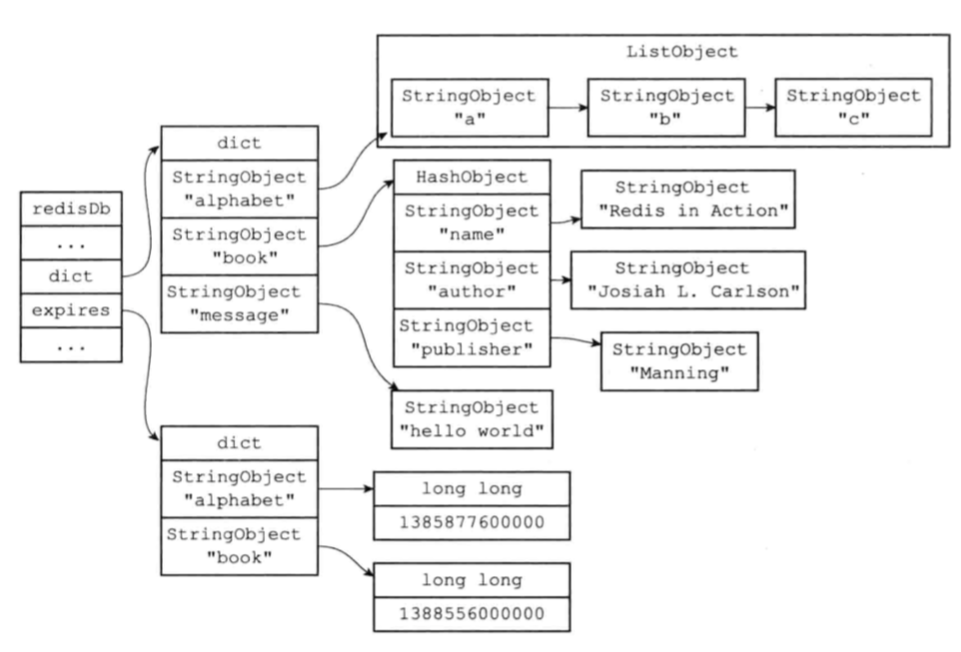 ListObject
StringObject
"a"
StringObject
"b"
StringObject
"c"
redisDb
...
dict
expires
...
dict
StringObject
"alphabet"
StringObject
"book"
StringObject
"message"
HashObject
StringObject
"name"
StringObject
"author"
StringObject
"publisher"
StringObject
"Redis in Action"
StringObject
"Josiah L. Carlson"
StringObject
"Manning"
StringObject
"hello world"
dict
StringObject
"alphabet"
StringObject
"book"
long long
1385877600000
long long
1388556000000